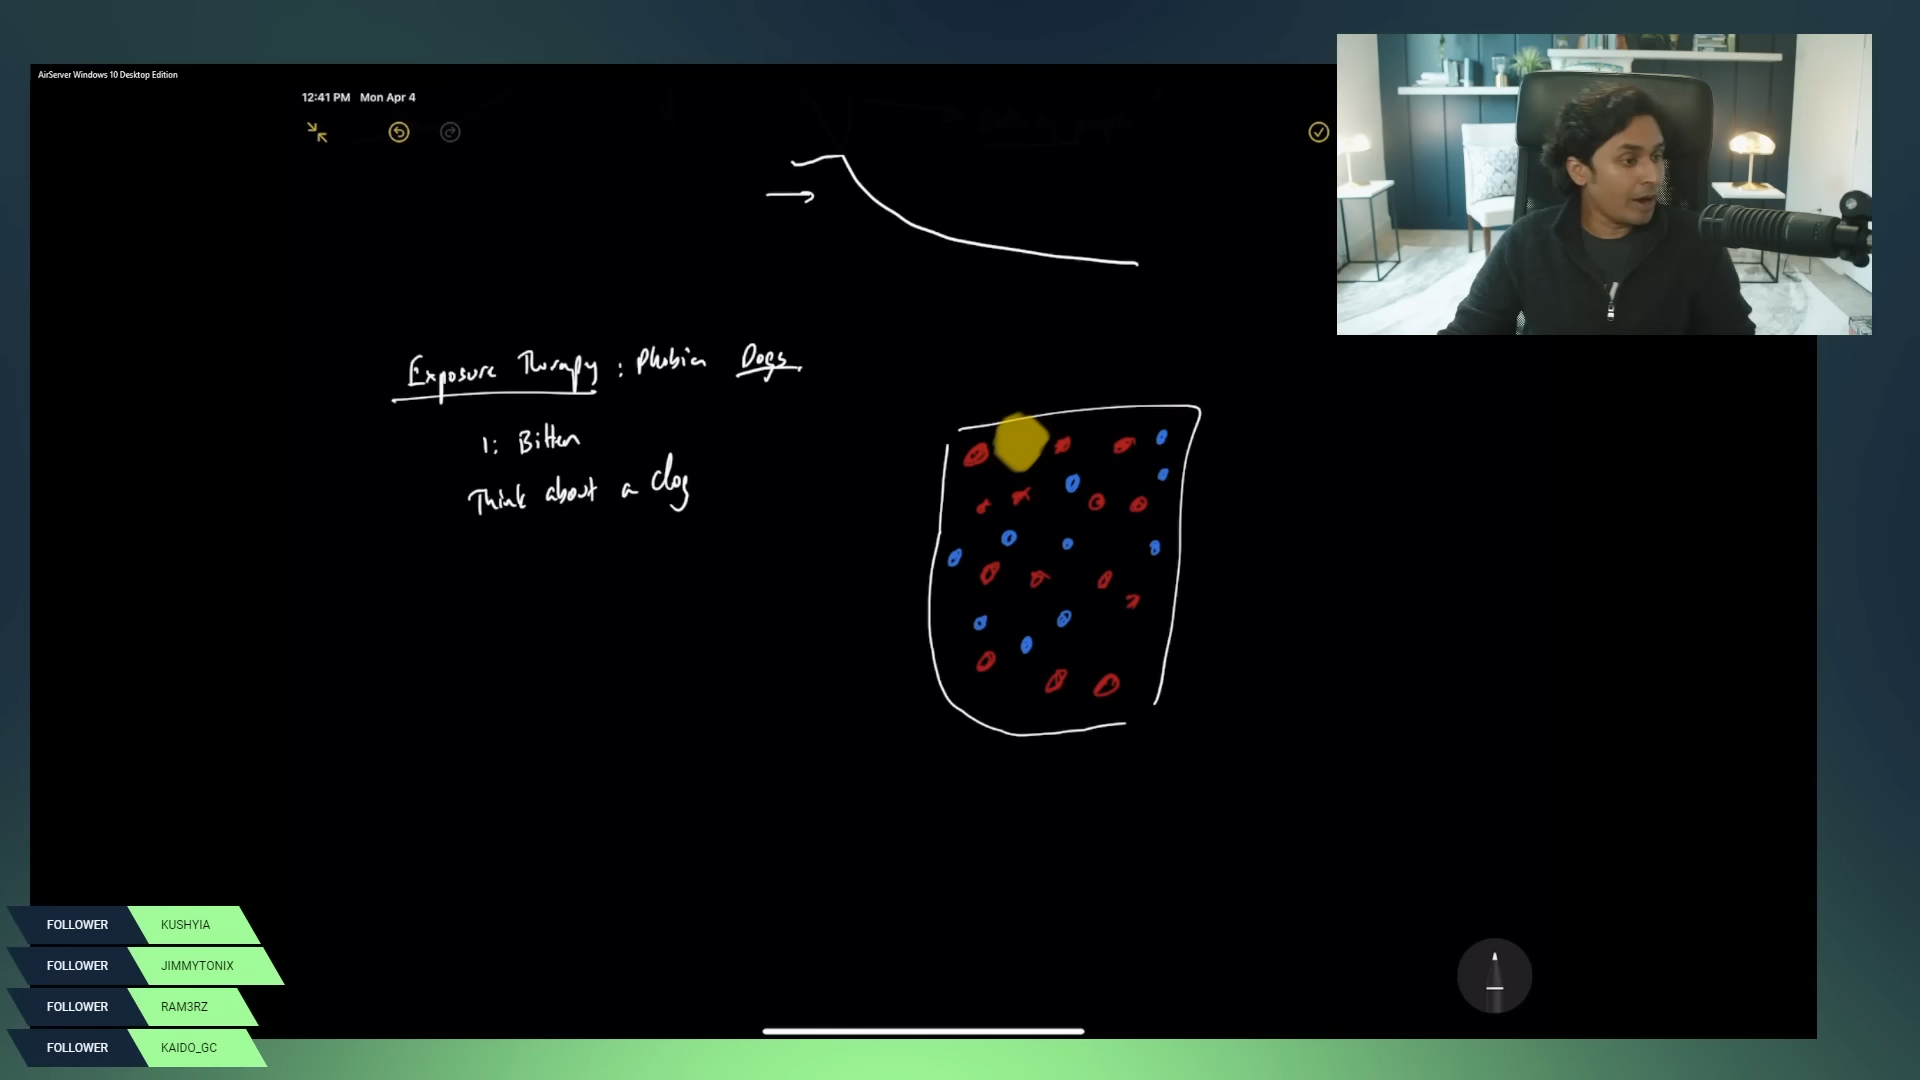 AirServer Windows 10 Desktop Edition
12:41 PM Mon Apr 4
Exposure Therapy : Phobia Dogs
1: Bitten
Think about a dog
FOLLOWER KUSHYIA
FOLLOWER JIMMYTONIX
FOLLOWER RAM3RZ
FOLLOWER KAIDO_GC